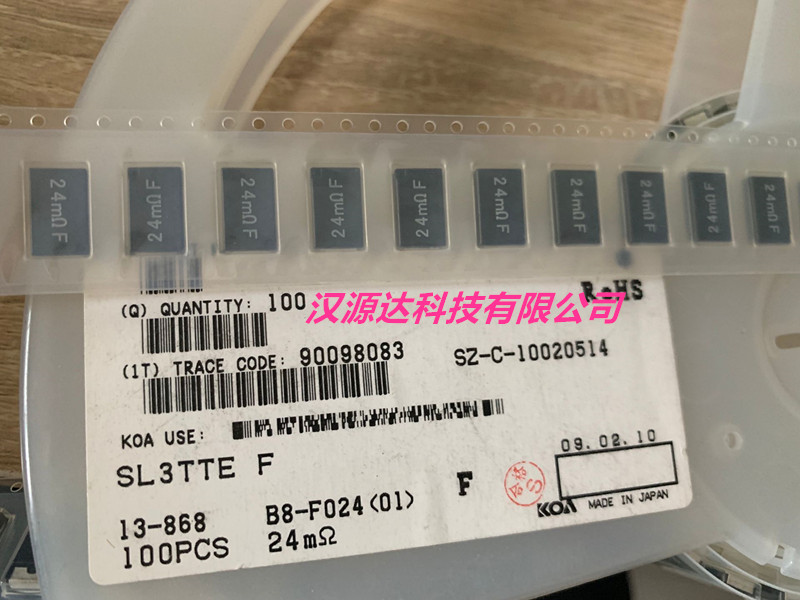 24mΩF 24mΩF 24mΩF 24mΩF 24mΩF 24mΩF 24mΩF 24mΩF 24mΩF
RoHS
(Q) QUANTITY: 100
汉源达科技有限公司
(1T) TRACE CODE: 90098083 SZ-C-10020514
KOA USE:
SL3TTE F
F
09.02.10
13-868 B8-F024(01)
KOA MADE IN JAPAN
100PCS 24mΩ